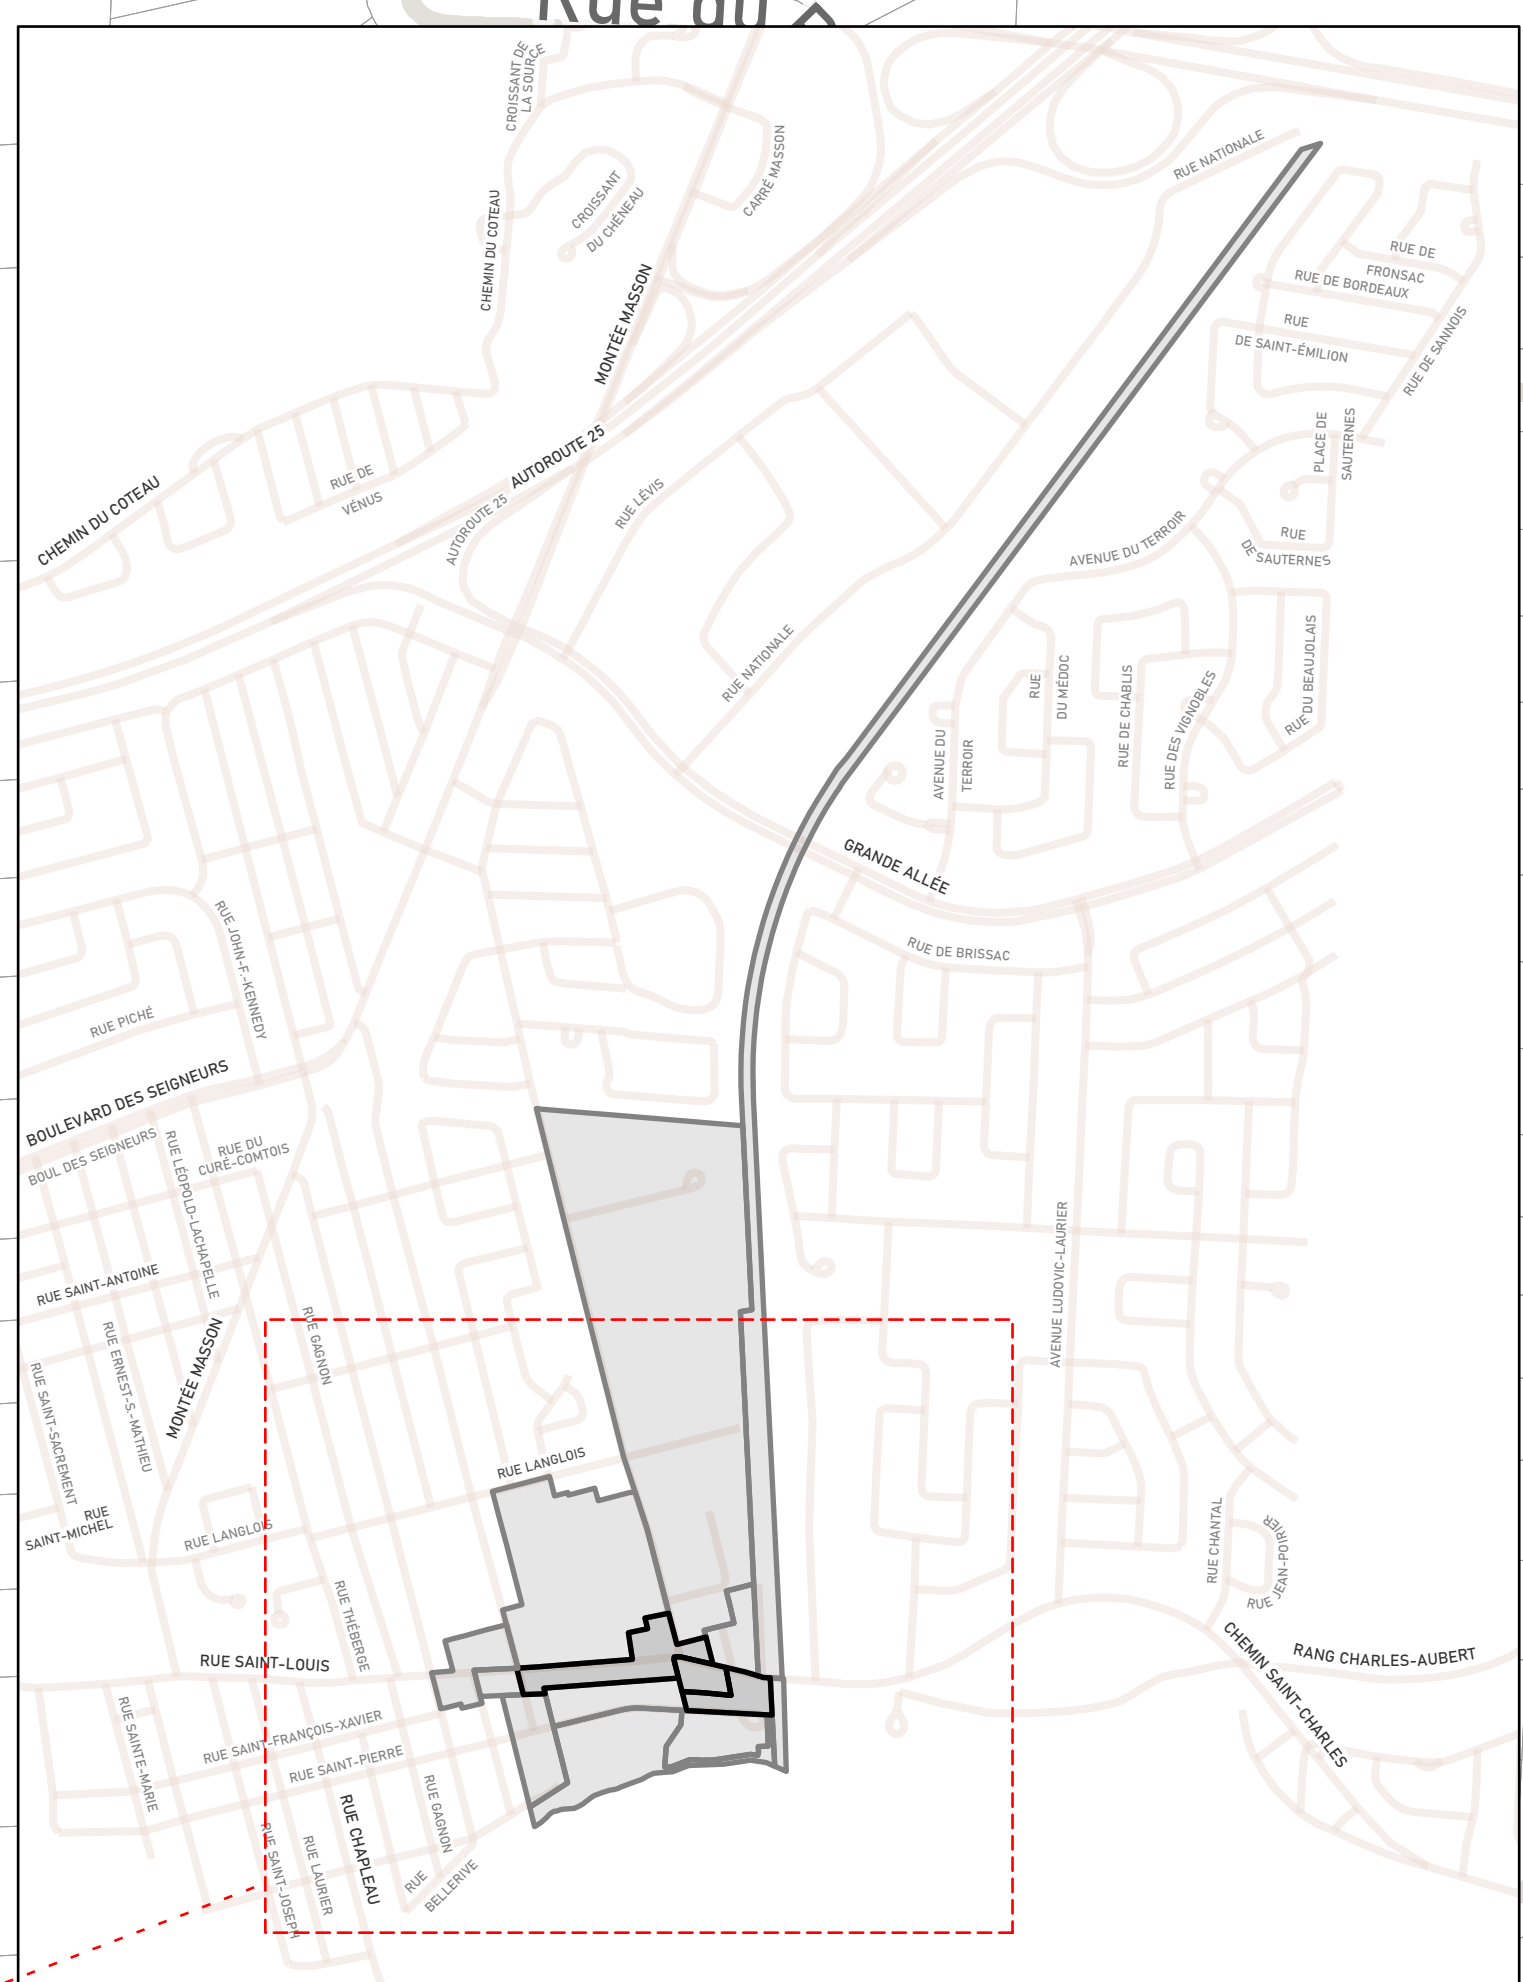 Rue du
CROISSANT DE
LA SOURCE
CARRÉ MASSON
RUE NATIONALE
CROISSANT
DU CHÉNEAU
CHEMIN DU COTEAU
MONTÉE MASSON
RUE DE
FRONSAC
RUE DE BORDEAUX
RUE
DE SAINT-ÉMILION
RUE DE SANNOIS
PLACE DE
SAUTERNES
AUTOROUTE 25
CHEMIN DU COTEAU
RUE DE
VÉNUS
AUTOROUTE 25
RUE LÉVIS
AVENUE DU TERROIR
RUE
DE SAUTERNES
RUE NATIONALE
RUE
DU MÉDOC
RUE DE CHABLIS
RUE DES VIGNOBLES
RUE
DU BEAUJOLAIS
AVENUE DU
TERROIR
GRANDE ALLÉE
RUE DE BRISSAC
RUE JOHN-F.-KENNEDY
RUE PICHÉ
BOULEVARD DES SEIGNEURS
BOUL DES SEIGNEURS
RUE LÉOPOLD-LACHAPELLE
RUE DU
CURÉ-COMTOIS
RUE SAINT-ANTOINE
RUE ERNEST-S.-MATHIEU
MONTÉE MASSON
RUE GAGNON
AVENUE LUDOVIC-LAURIER
RUE SAINT-SACREMENT
RUE LANGLOIS
RUE
SAINT-MICHEL
RUE LANGLOIS
RUE CHANTAL
RUE JEAN-POIRIER
RUE THÉBERGE
RUE SAINT-LOUIS
CHEMIN SAINT-CHARLES
RANG CHARLES-AUBERT
RUE SAINTE-MARIE
RUE SAINT-FRANÇOIS-XAVIER
RUE SAINT-PIERRE
RUE GAGNON
RUE CHAPLEAU
RUE SAINT-JOSEPH
RUE LAURIER
RUE
BELLERIVE